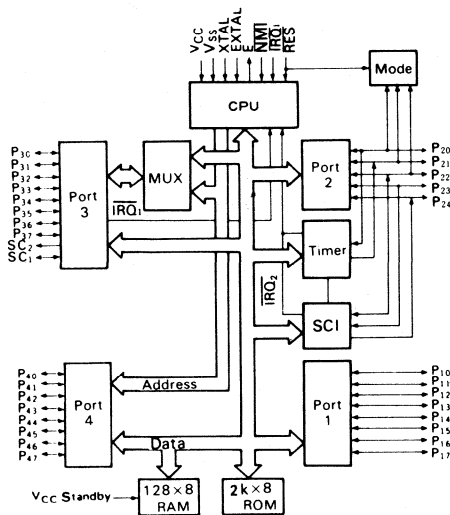 VCC
VSS
XTAL
EXTAL
E
NMI
IRQ1
RES
Mode
CPU
P30
P31
P32
P33
P34
P35
P36
P37
SC2
SC1
Port
3
MUX
IRQ1
Port
2
P20
P21
P22
P23
P24
Timer
IRQ2
SCI
P40
P41
P42
P43
P44
P45
P46
P47
Port
4
Address
Data
Port
1
P10
P11
P12
P13
P14
P15
P16
P17
VCC Standby
128×8
RAM
2k×8
ROM